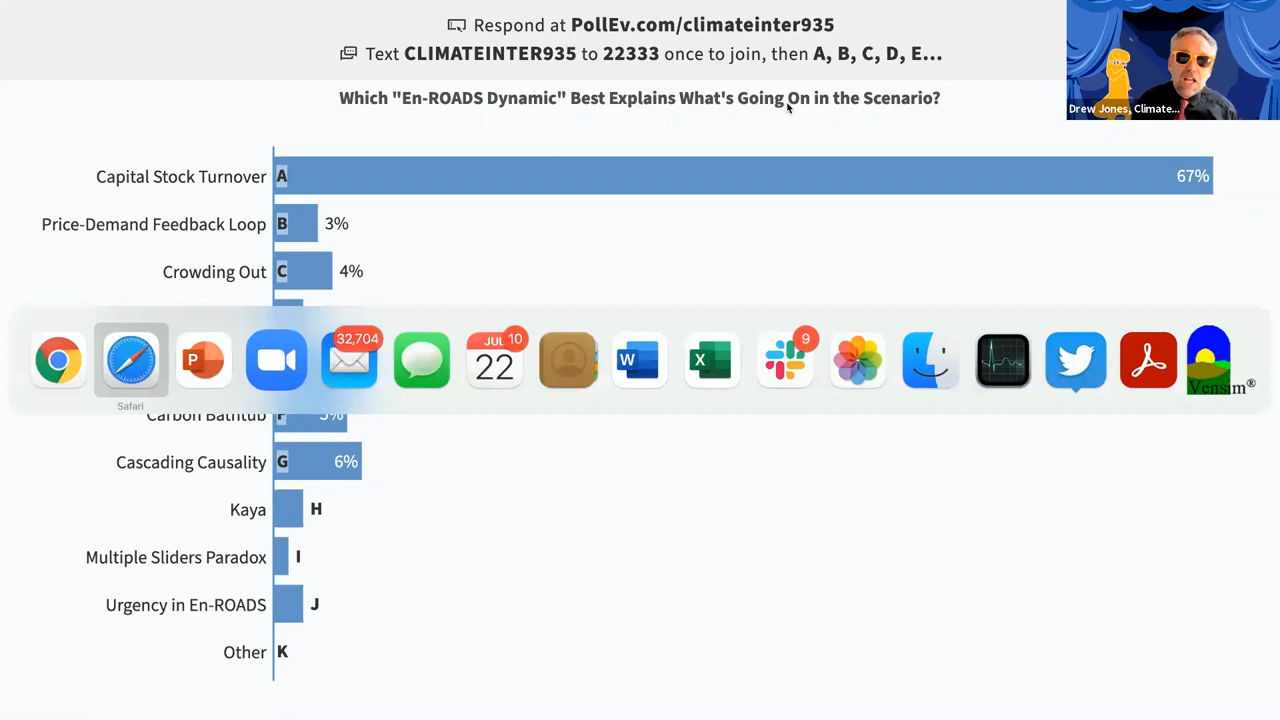 Respond at PollEv.com/climateinter935
Text CLIMATEINTER935 to 22333 once to join, then A, B, C, D, E...
Drew Jones, Climate...
Which "En-ROADS Dynamic" Best Explains What's Going On in the Scenario?
Capital Stock Turnover A 67%
Price-Demand Feedback Loop B 3%
Crowding Out C 4%
32,704
JUL 10
22
9
P
W
X
Vensim®
Safari
Carbon Bathtub F 5%
Cascading Causality G 6%
Kaya H
Multiple Sliders Paradox I
Urgency in En-ROADS J
Other K